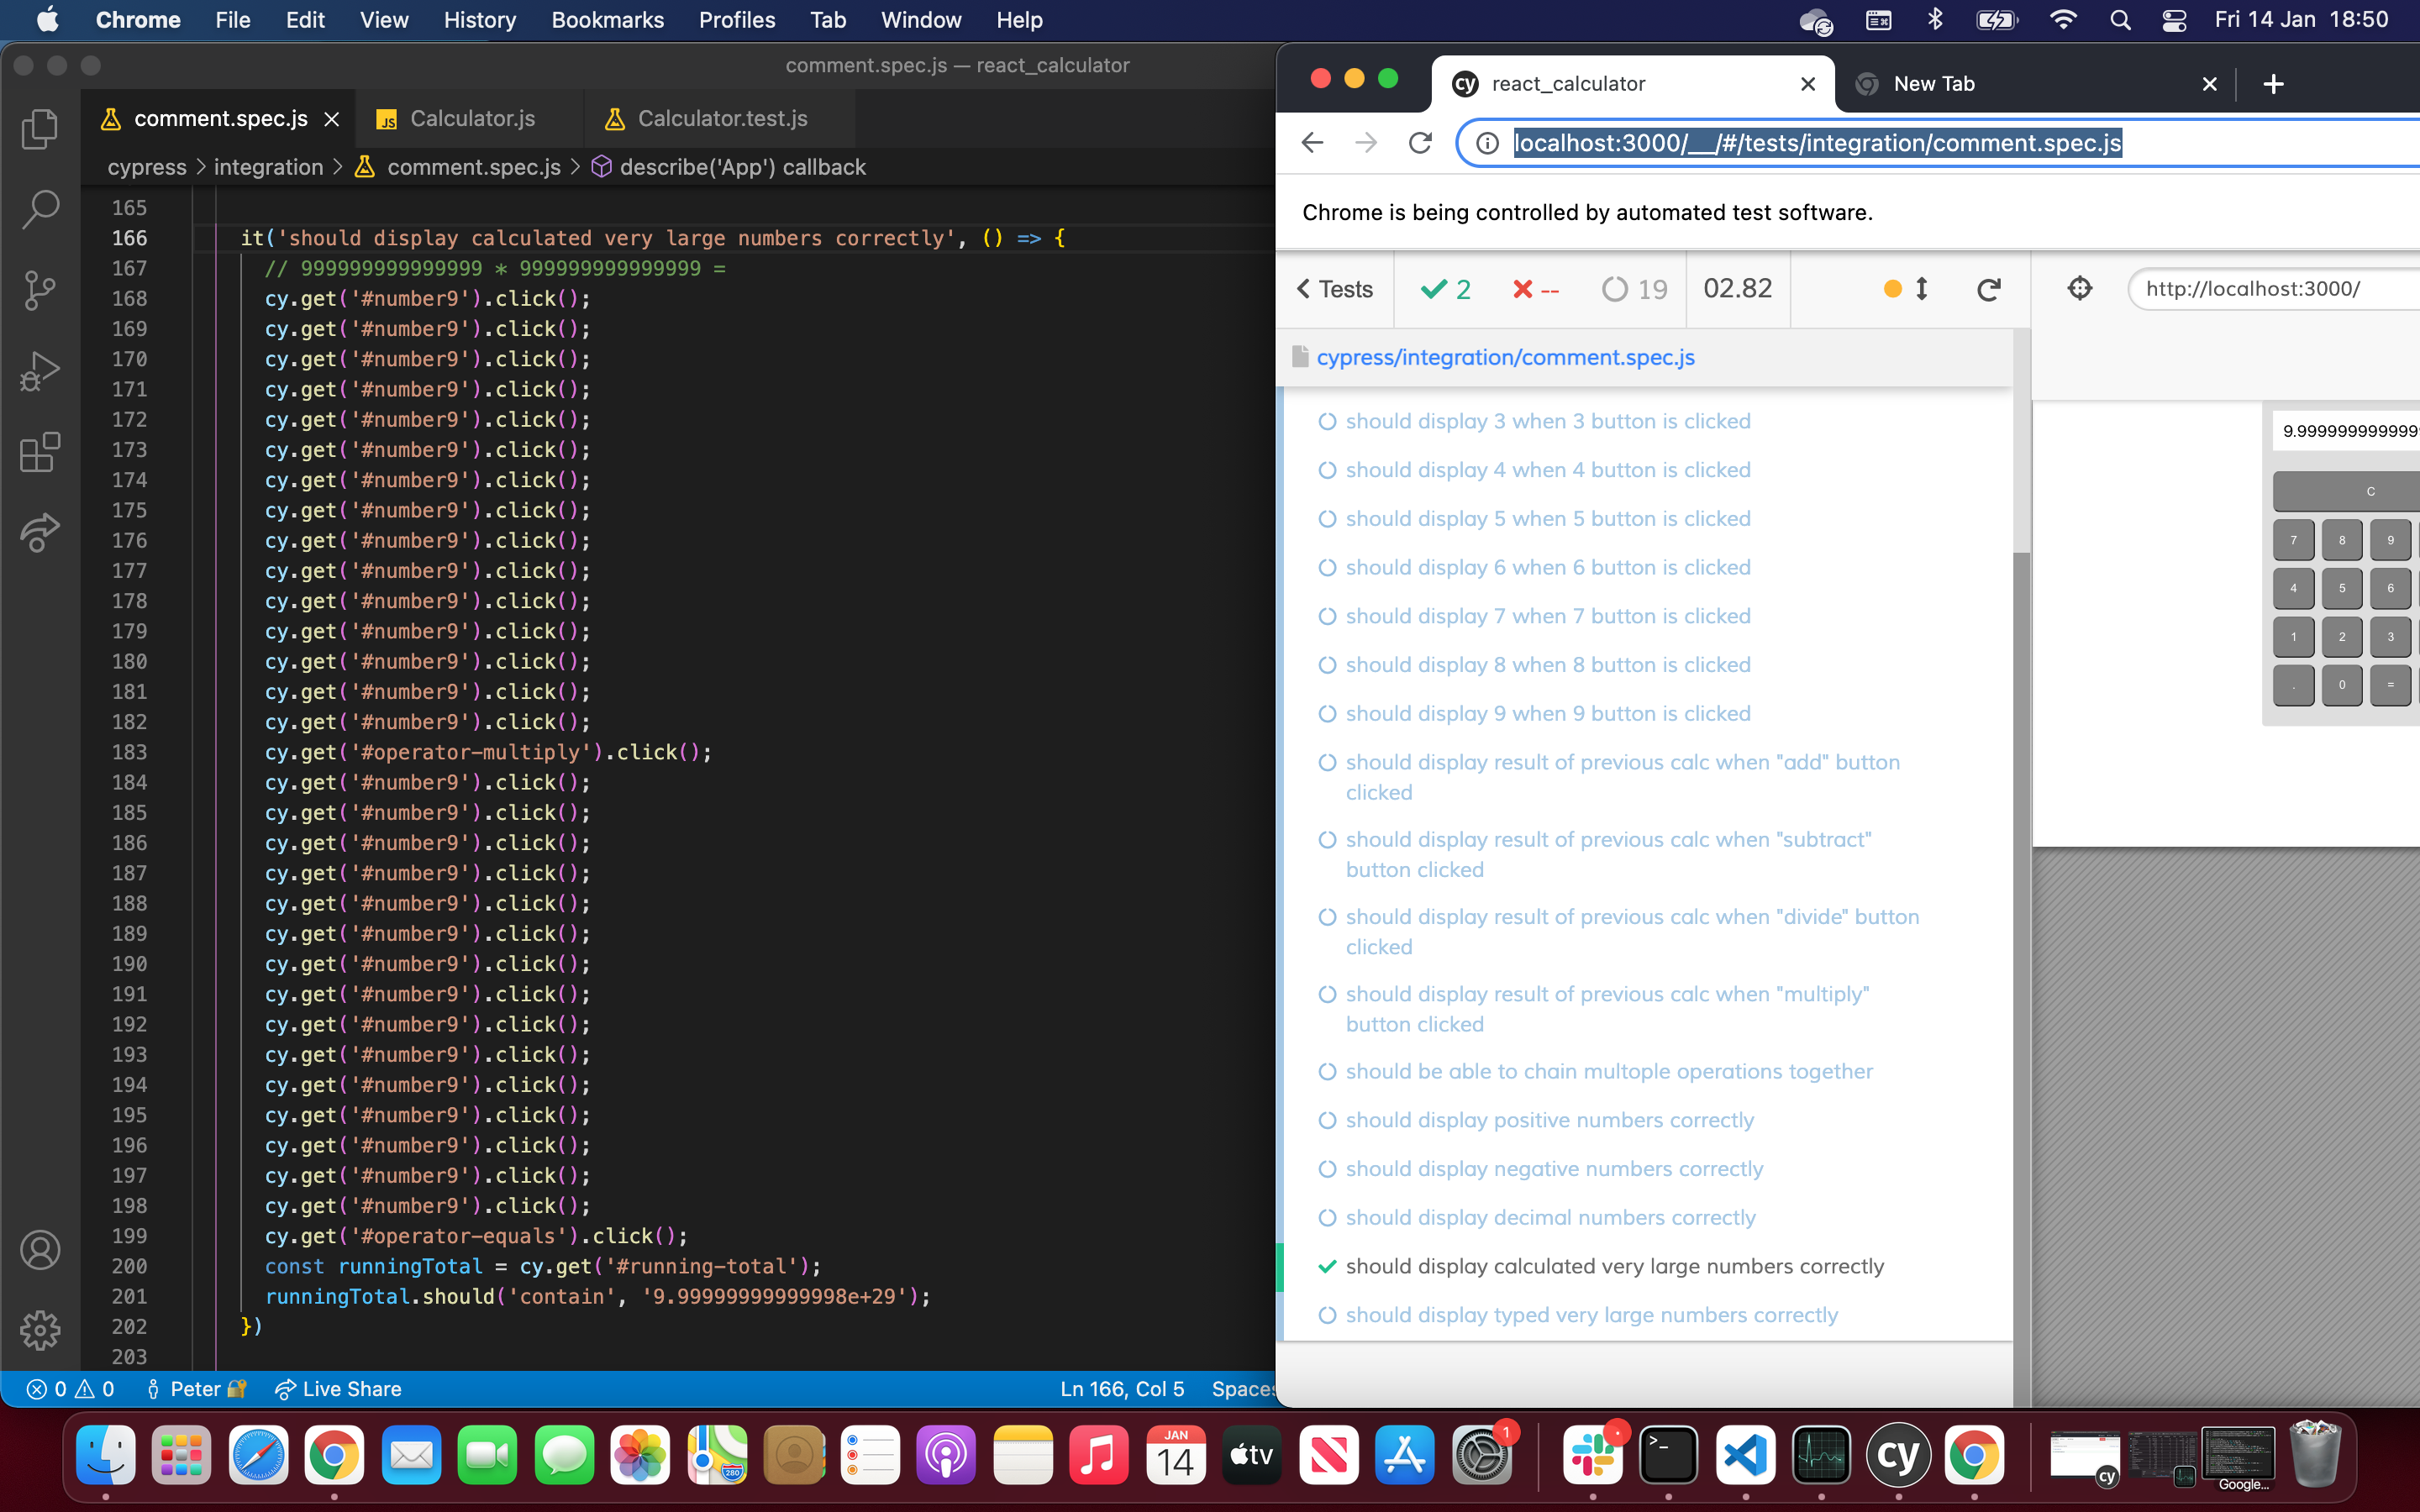 Chrome File Edit View History Bookmarks Profiles Tab Window Help Fri 14 Jan 18:50
comment.spec.js — react_calculator
comment.spec.js Calculator.js Calculator.test.js
cypress > integration > comment.spec.js > describe('App') callback
165
166 it('should display calculated very large numbers correctly', () => {
167 // 999999999999999 * 999999999999999 =
168 cy.get('#number9').click();
169 cy.get('#number9').click();
170 cy.get('#number9').click();
171 cy.get('#number9').click();
172 cy.get('#number9').click();
173 cy.get('#number9').click();
174 cy.get('#number9').click();
175 cy.get('#number9').click();
176 cy.get('#number9').click();
177 cy.get('#number9').click();
178 cy.get('#number9').click();
179 cy.get('#number9').click();
180 cy.get('#number9').click();
181 cy.get('#number9').click();
182 cy.get('#number9').click();
183 cy.get('#operator-multiply').click();
184 cy.get('#number9').click();
185 cy.get('#number9').click();
186 cy.get('#number9').click();
187 cy.get('#number9').click();
188 cy.get('#number9').click();
189 cy.get('#number9').click();
190 cy.get('#number9').click();
191 cy.get('#number9').click();
192 cy.get('#number9').click();
193 cy.get('#number9').click();
194 cy.get('#number9').click();
195 cy.get('#number9').click();
196 cy.get('#number9').click();
197 cy.get('#number9').click();
198 cy.get('#number9').click();
199 cy.get('#operator-equals').click();
200 const runningTotal = cy.get('#running-total');
201 runningTotal.should('contain', '9.99999999999998e+29');
202 })
203
0 0 Peter Live Share Ln 166, Col 5 Spaces
cy react_calculator New Tab
localhost:3000/__/#/tests/integration/comment.spec.js
Chrome is being controlled by automated test software.
Tests 2 -- 19 02.82 http://localhost:3000/
cypress/integration/comment.spec.js
should display 3 when 3 button is clicked
should display 4 when 4 button is clicked
should display 5 when 5 button is clicked
should display 6 when 6 button is clicked
should display 7 when 7 button is clicked
should display 8 when 8 button is clicked
should display 9 when 9 button is clicked
should display result of previous calc when "add" button
clicked
should display result of previous calc when "subtract"
button clicked
should display result of previous calc when "divide" button
clicked
should display result of previous calc when "multiply"
button clicked
should be able to chain multople operations together
should display positive numbers correctly
should display negative numbers correctly
should display decimal numbers correctly
should display calculated very large numbers correctly
should display typed very large numbers correctly
C
7 8 9
4 5 6
1 2 3
. 0 =
280
JAN
14
tv
1
>_
cy
cy
Google...